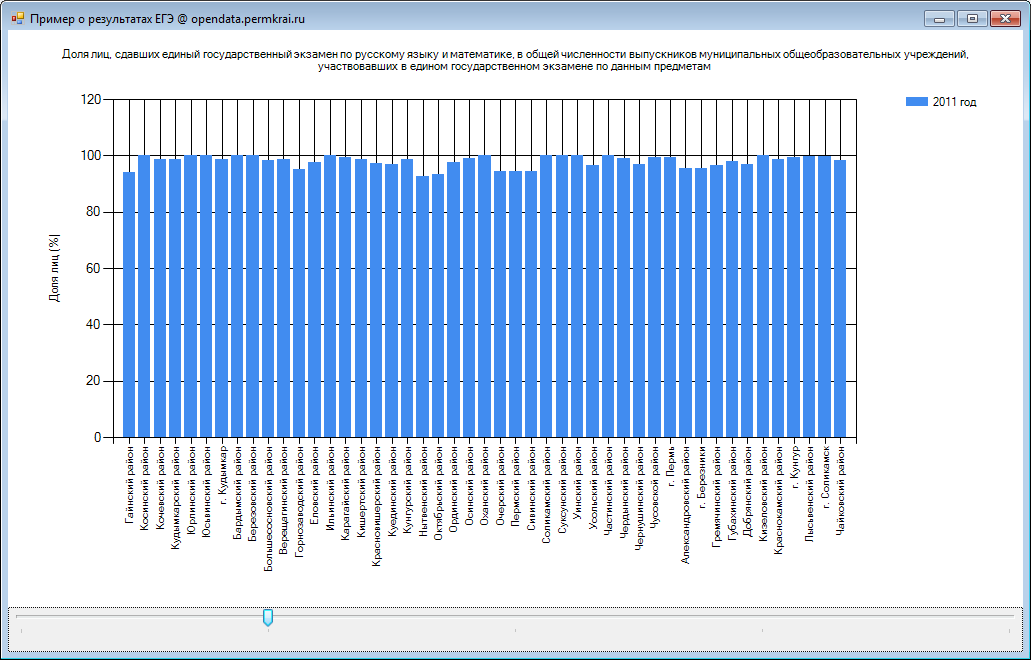 Пример о результатах ЕГЭ @ opendata.permkrai.ru
Доля лиц, сдавших единый государственный экзамен по русскому языку и математике, в общей численности выпускников муниципальных общеобразовательных учреждений,
участвовавших в едином государственном экзамене по данным предметам
2011 год
120
100
80
60
40
20
0
Доля лиц (%|
Гайнский район
Косинский район
Кочевский район
Кудымкарский район
Юрлинский район
Юсьвинский район
г. Кудымкар
Бардымский район
Березовский район
Большесосновский район
Верещагинский район
Горнозаводский район
Еловский район
Ильинский район
Карагайский район
Кишертский район
Красновишерский район
Куединский район
Кунгурский район
Нытвенский район
Октябрьский район
Ординский район
Осинский район
Оханский район
Очерский район
Пермский район
Сивинский район
Соликамский район
Суксунский район
Уинский район
Усольский район
Частинский район
Чердынский район
Чернушинский район
Чусовской район
г. Пермь
Александровский район
г. Березники
Гремячинский район
Губахинский район
Добрянский район
Кизеловский район
Краснокамский район
г. Кунгур
Лысьвенский район
г. Соликамск
Чайковский район